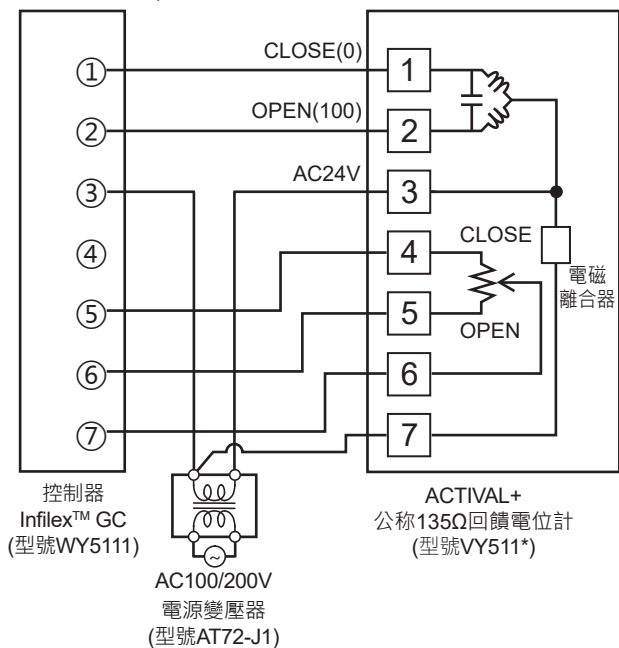 CLOSE(0)
① 1
OPEN(100)
② 2
AC24V
③ 3
④ 4 CLOSE
電磁
離合器
⑤ 5 OPEN
⑥ 6
⑦ 7
控制器
Infilex™ GC
(型號WY5111)
ACTIVAL+
公称135Ω回饋電位計
(型號VY511*)
~
AC100/200V
電源變壓器
(型號AT72-J1)